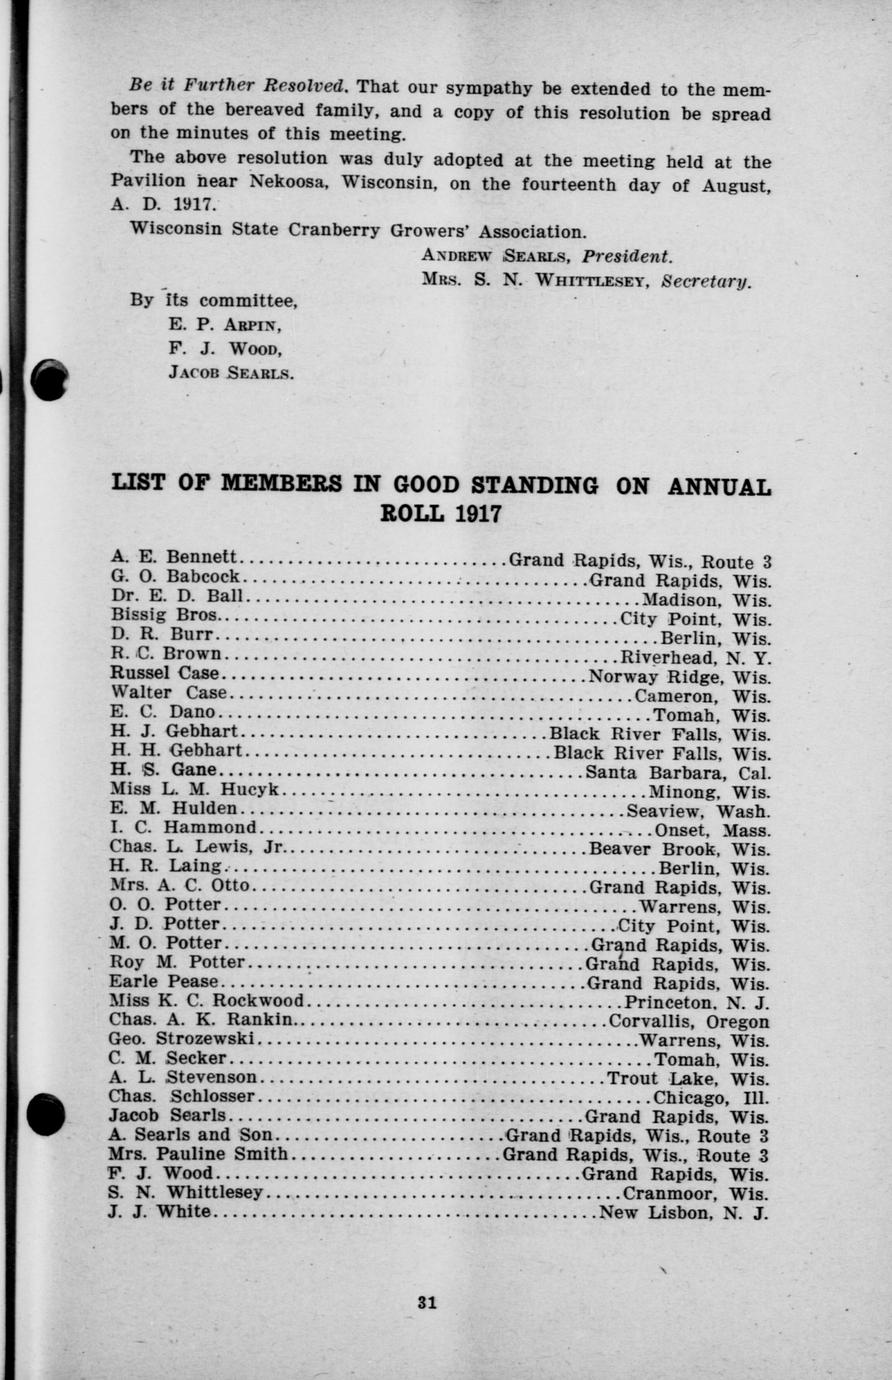 Be it Further Resolved. That our sympathy be extended to the mem-
bers of the bereaved family, and a copy of this resolution be spread
on the minutes of this meeting.
The above resolution was duly adopted at the meeting held at the
Pavilion near Nekoosa, Wisconsin, on the fourteenth day of August,
A. D. 1917.
Wisconsin State Cranberry Growers' Association.
ANDREW SEARLS, President.
MRS. S. N. WHITTLESEY, Secretary.
By its committee,
E. P. ARPIN,
F. J. WOOD,
JACOB SEARLS.
LIST OF MEMBERS IN GOOD STANDING ON ANNUAL
ROLL 1917
A. E. Bennett............................Grand Rapids, Wis., Route 3
G. O. Babcock....................................Grand Rapids, Wis.
Dr. E. D. Ball.........................................Madison, Wis.
Bissig Bros..........................................City Point, Wis.
D. R. Burr..............................................Berlin, Wis.
R. C. Brown.........................................Riverhead, N. Y.
Russel Case......................................Norway Ridge, Wis.
Walter Case..........................................Cameron, Wis.
E. C. Dano.............................................Tomah, Wis.
H. J. Gebhart................................Black River Falls, Wis.
H. H. Gebhart................................Black River Falls, Wis.
H. S. Gane......................................Santa Barbara, Cal.
Miss L. M. Hucyk......................................Minong, Wis.
E. M. Hulden........................................Seaview, Wash.
I. C. Hammond.........................................Onset, Mass.
Chas. L. Lewis, Jr...............................Beaver Brook, Wis.
H. R. Laing.............................................Berlin, Wis.
Mrs. A. C. Otto...................................Grand Rapids, Wis.
O. O. Potter...........................................Warrens, Wis.
J. D. Potter.........................................City Point, Wis.
M. O. Potter......................................Grand Rapids, Wis.
Roy M. Potter...................................Grand Rapids, Wis.
Earle Pease......................................Grand Rapids, Wis.
Miss K. C. Rockwood.................................Princeton, N. J.
Chas. A. K. Rankin.................................Corvallis, Oregon
Geo. Strozewski.......................................Warrens, Wis.
C. M. Secker............................................Tomah, Wis.
A. L. Stevenson....................................Trout Lake, Wis.
Chas. Schlosser.........................................Chicago, Ill.
Jacob Searls.....................................Grand Rapids, Wis.
A. Searls and Son........................Grand Rapids, Wis., Route 3
Mrs. Pauline Smith......................Grand Rapids, Wis., Route 3
F. J. Wood......................................Grand Rapids, Wis.
S. N. Whittlesey.....................................Cranmoor, Wis.
J. J. White........................................New Lisbon, N. J.
31